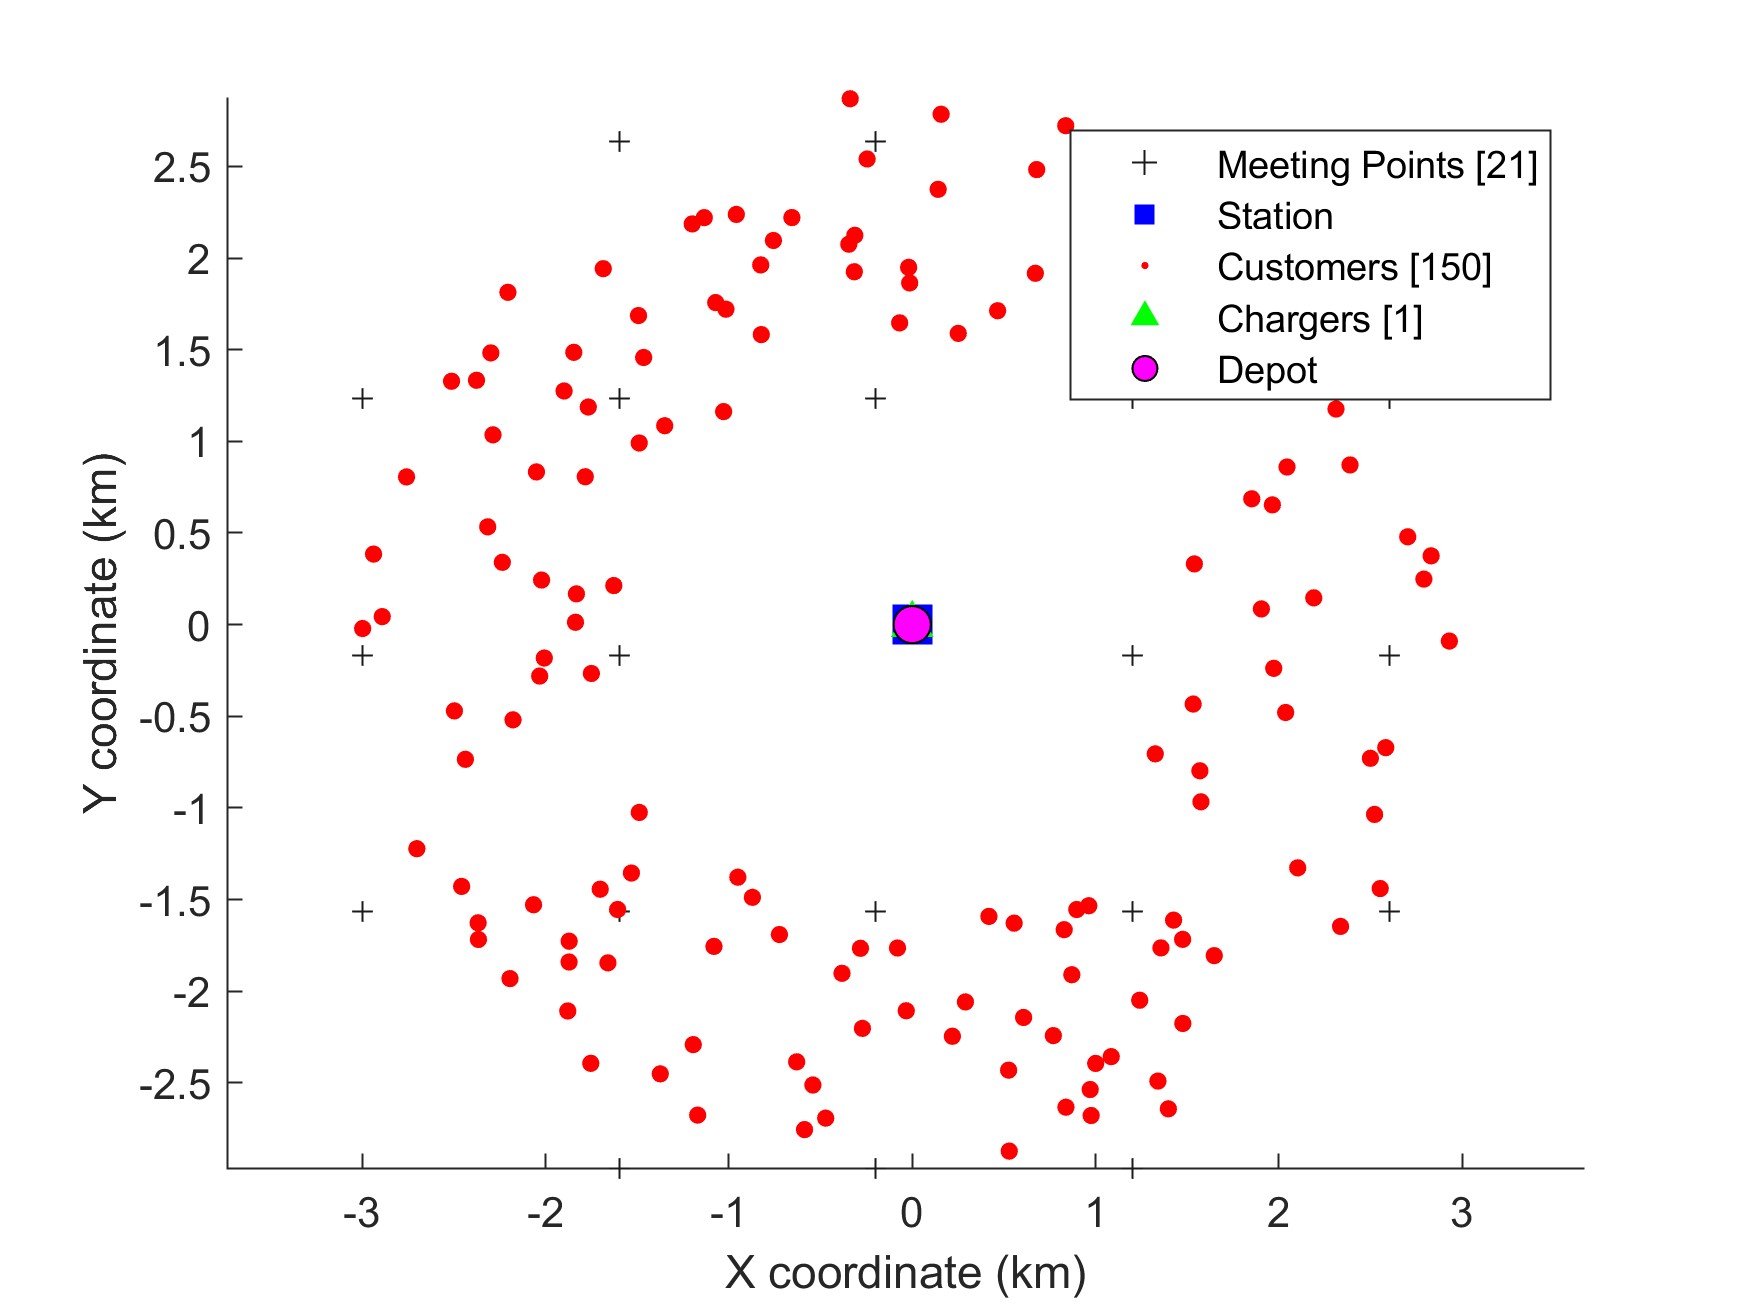 Meeting Points [21]
Station
Customers [150]
Chargers [1]
Depot
2.5
2
1.5
1
0.5
0
-0.5
-1
-1.5
-2
-2.5
Y coordinate (km)
-3 -2 -1 0 1 2 3
X coordinate (km)